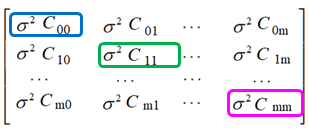 σ² C₀₀ σ² C₀₁ ⋯ σ² C₀ₘ
σ² C₁₀ σ² C₁₁ ⋯ σ² C₁ₘ
⋯ ⋯ ⋯
σ² Cₘ₀ σ² Cₘ₁ ⋯ σ² Cₘₘ